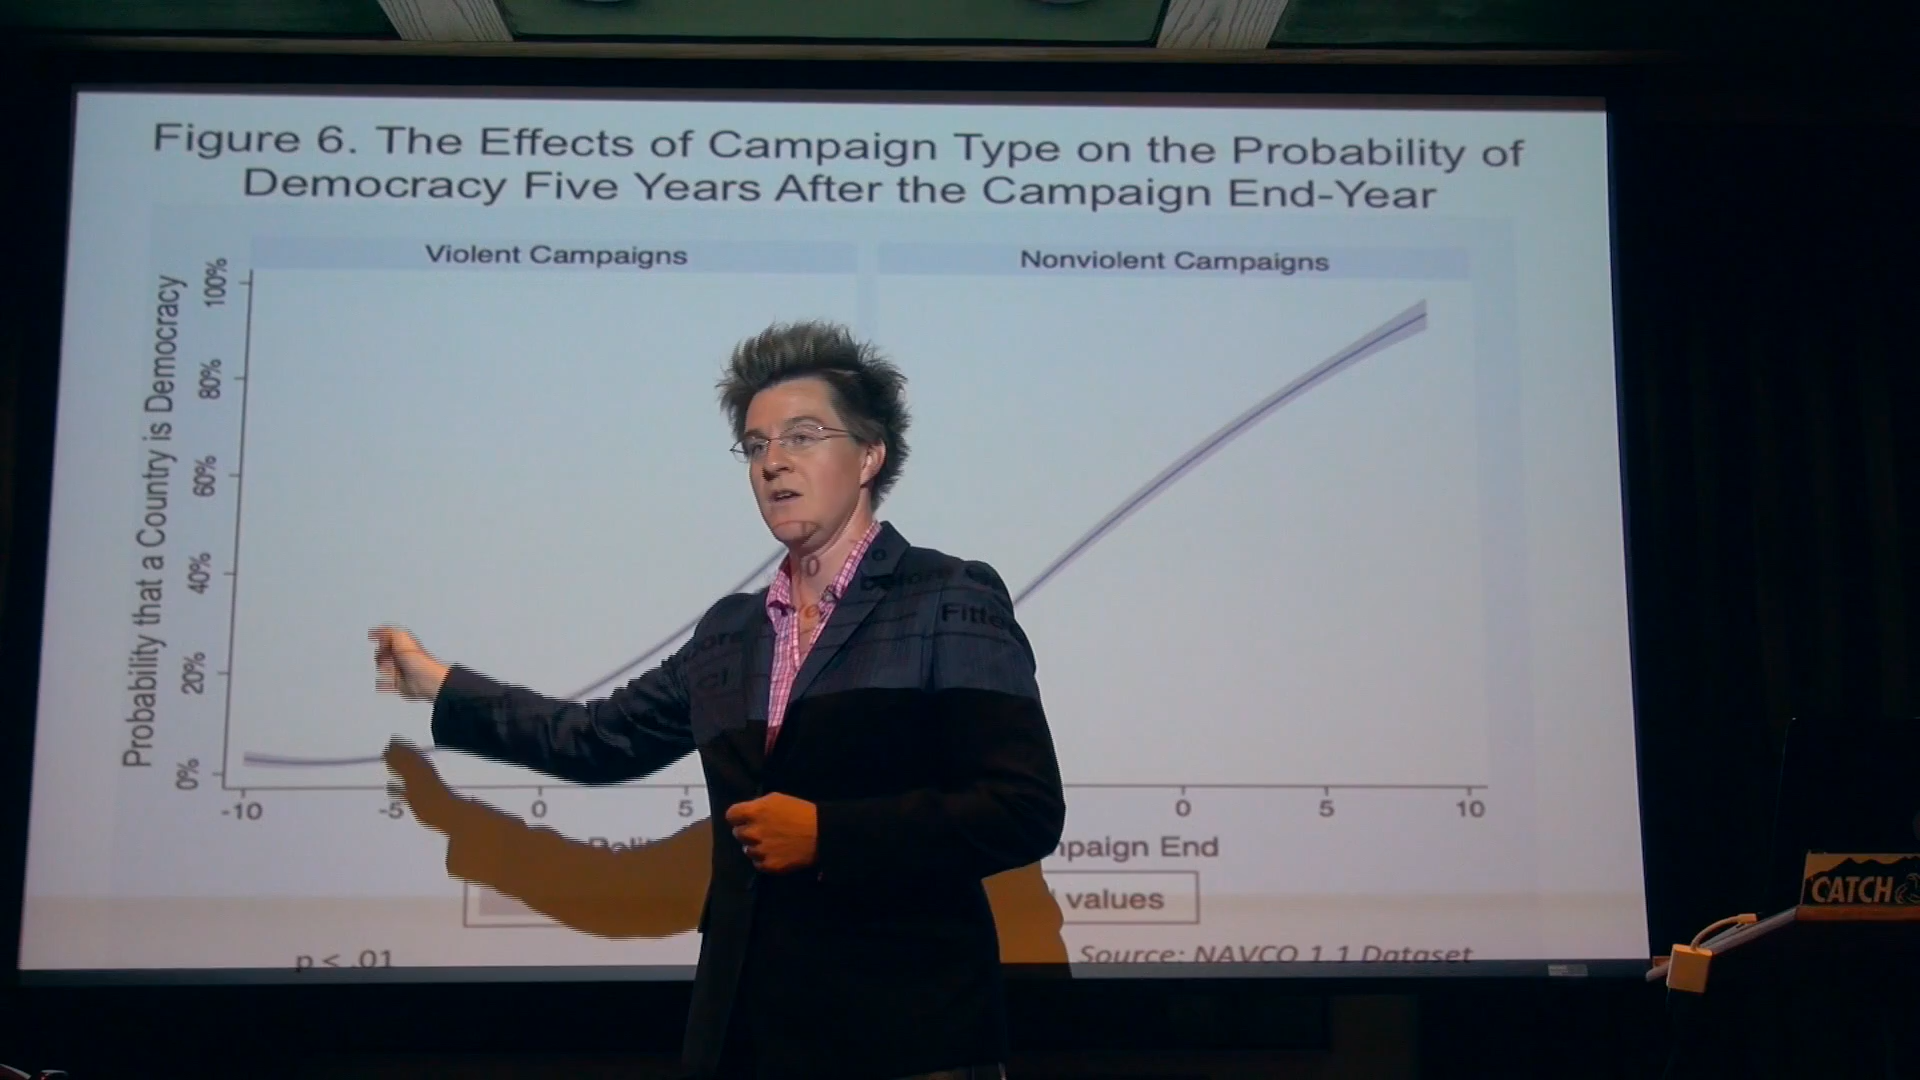 Figure 6. The Effects of Campaign Type on the Probability of
Democracy Five Years After the Campaign End-Year
Violent Campaigns
Nonviolent Campaigns
Probability that a Country is Democracy
100%
80%
60%
40%
20%
0%
-10
-5
0
5
0
5
10
End
values
p < .01
Source: NAVCO 1.1 Dataset
CATCH